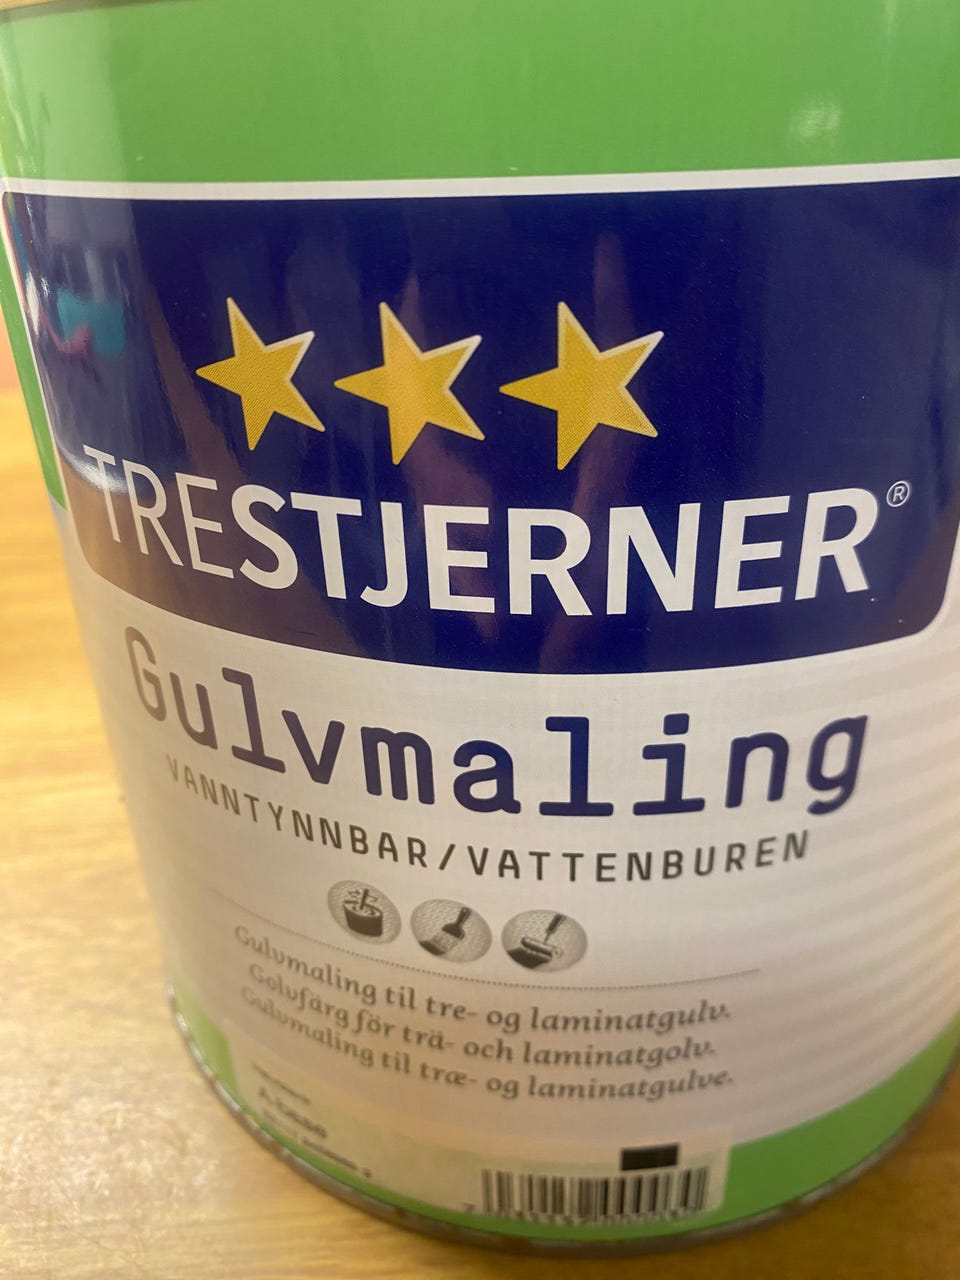 TRESTJERNER®
Gulvmaling
VANNTYNNBAR/VATTENBUREN
Gulvmaling til tre- og laminatgulv.
Golvfärg för trä- och laminatgolv.
Gulvmaling til træ- og laminatgulve.